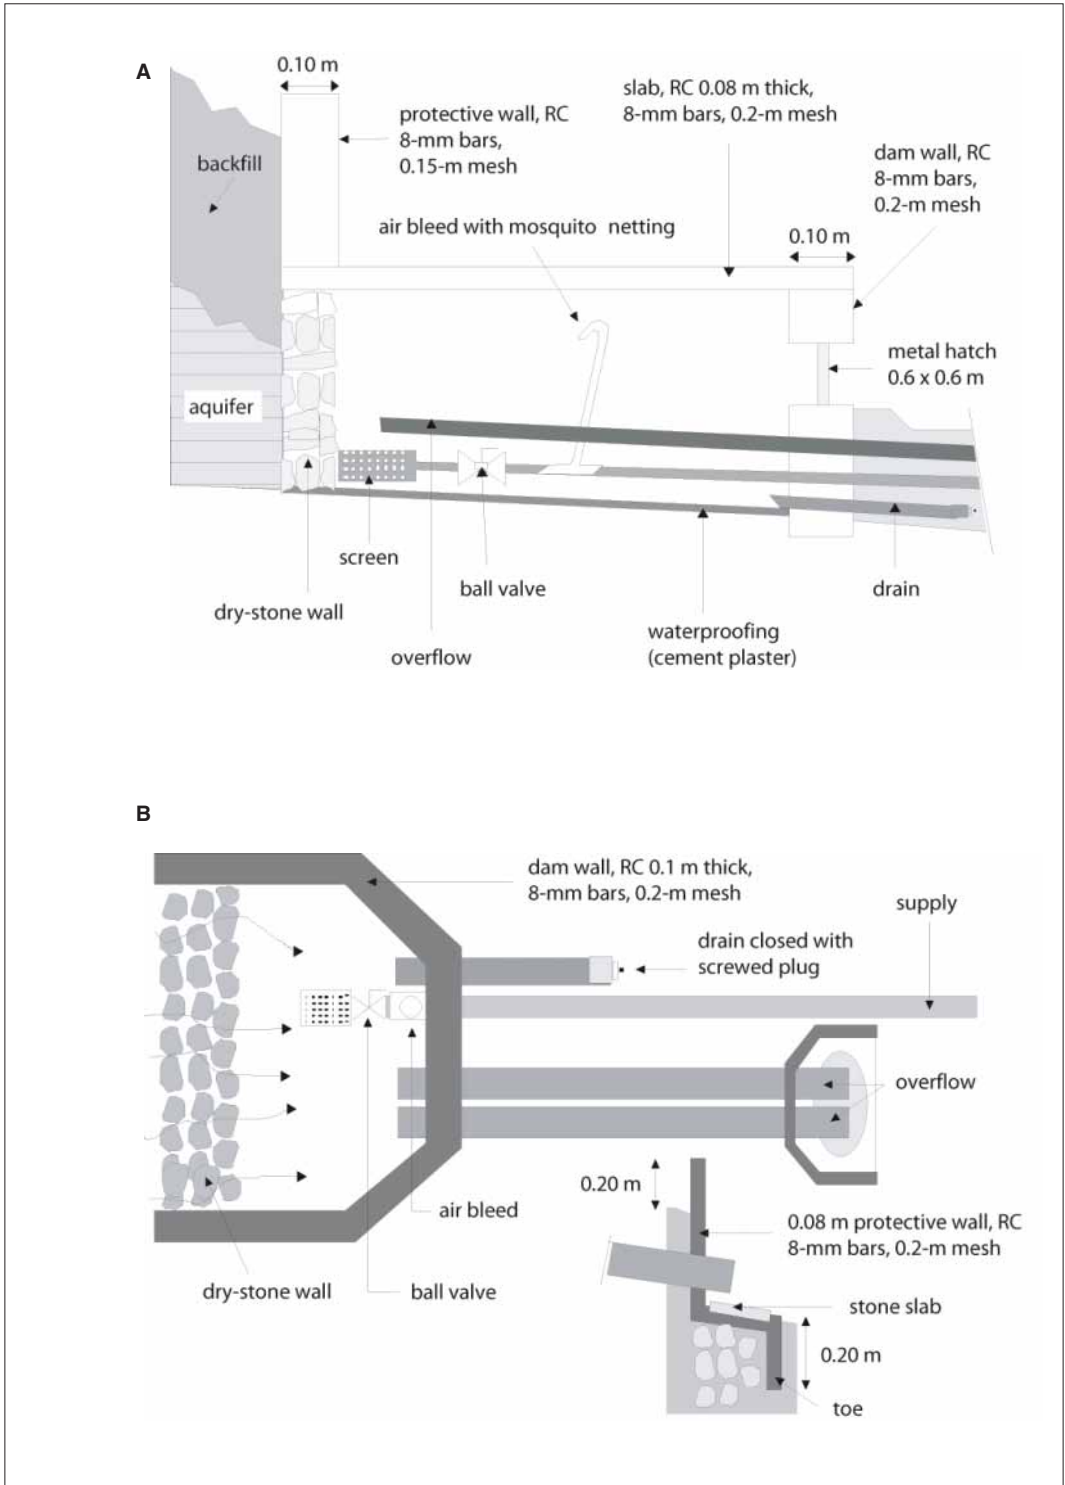 A
0.10 m
protective wall, RC
8-mm bars,
0.15-m mesh
slab, RC 0.08 m thick,
8-mm bars, 0.2-m mesh
dam wall, RC
8-mm bars,
0.2-m mesh
backfill
air bleed with mosquito netting
0.10 m
metal hatch
0.6 x 0.6 m
aquifer
screen
ball valve
drain
dry-stone wall
waterproofing
(cement plaster)
overflow
B
dam wall, RC 0.1 m thick,
8-mm bars, 0.2-m mesh
supply
drain closed with
screwed plug
overflow
0.20 m
air bleed
0.08 m protective wall, RC
8-mm bars, 0.2-m mesh
dry-stone wall
ball valve
stone slab
0.20 m
toe